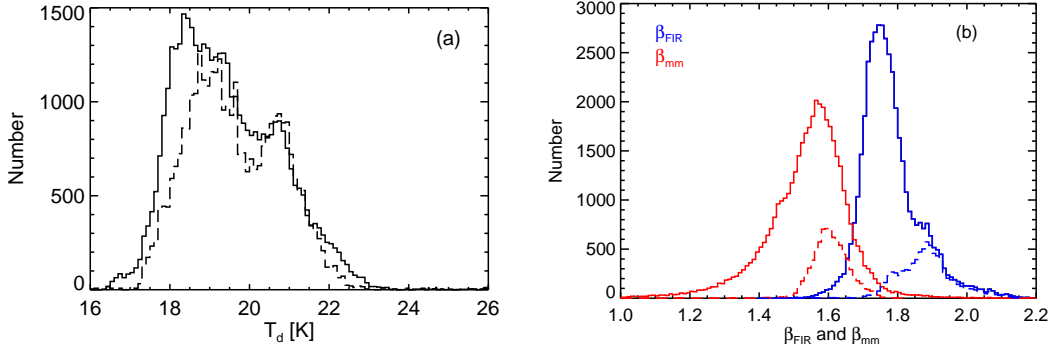 1500
1000
500
0
Number
(a)
16 18 20 22 24 26
T_d [K]
3000
2500
2000
1500
1000
500
0
Number
β_FIR
β_mm
(b)
1.0 1.2 1.4 1.6 1.8 2.0 2.2
β_FIR and β_mm